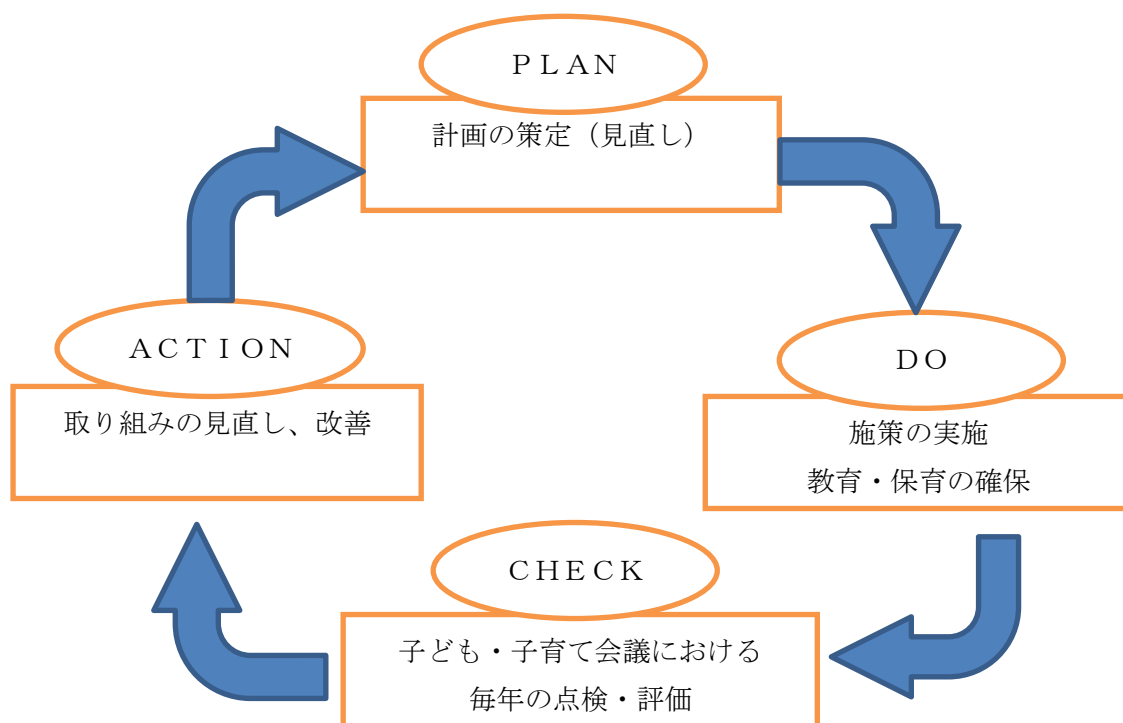 ＰＬＡＮ
計画の策定（見直し）
ＤＯ
施策の実施
教育・保育の確保
ＣＨＥＣＫ
子ども・子育て会議における
毎年の点検・評価
ＡＣＴＩＯＮ
取り組みの見直し、改善